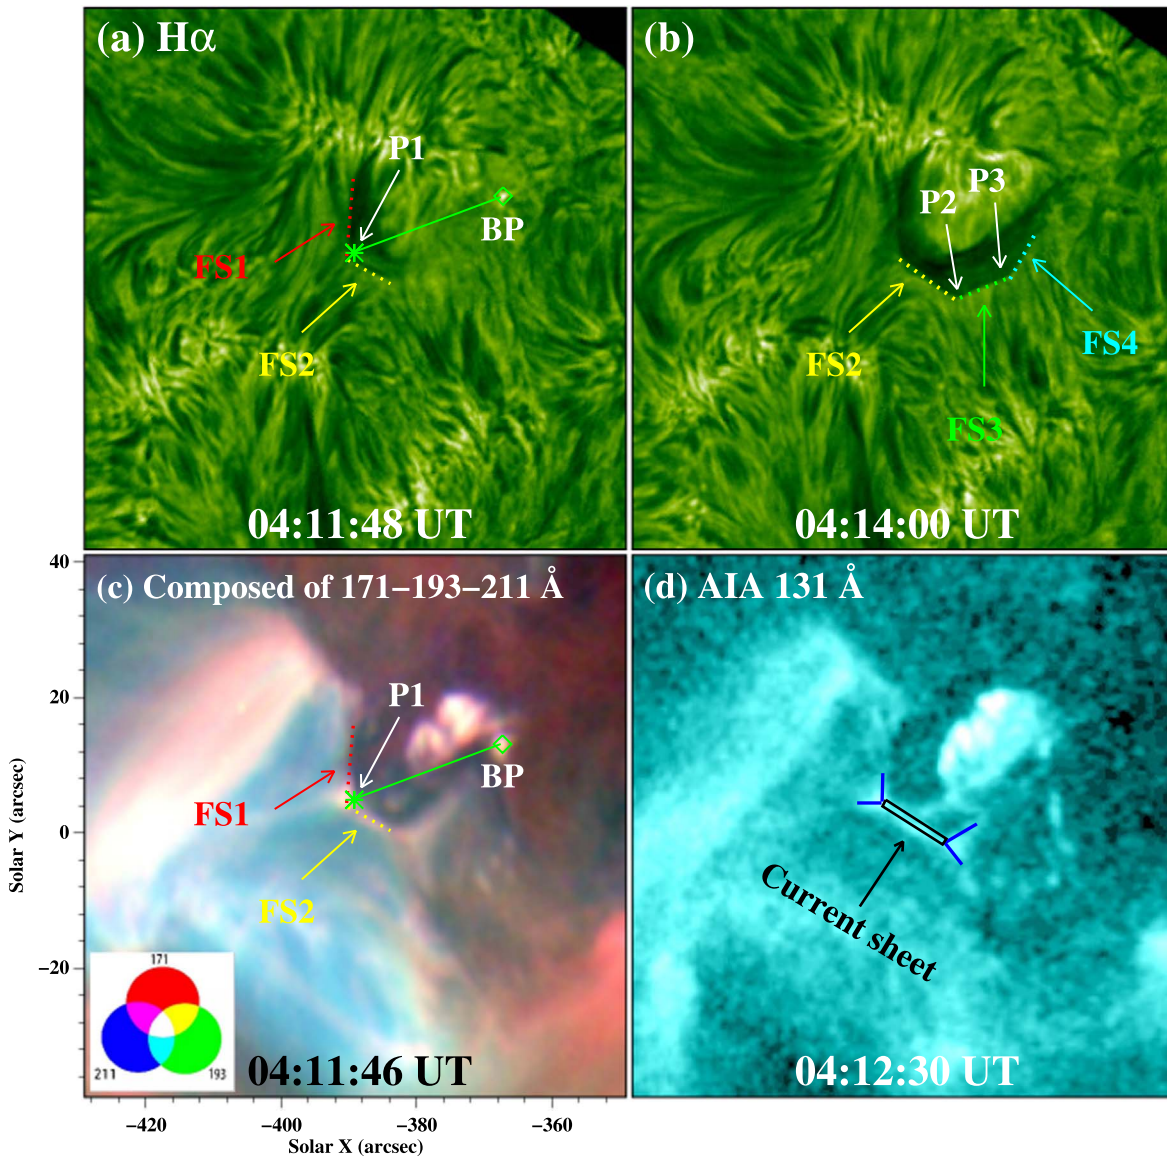 (a) Hα
P1
BP
FS1
FS2
04:11:48 UT
(b)
P3
P2
FS2
FS4
FS3
04:14:00 UT
(c) Composed of 171−193−211 Å
P1
BP
FS1
FS2
171
211
193
04:11:46 UT
40
20
0
−20
−420
−400
−380
−360
Solar X (arcsec)
Solar Y (arcsec)
(d) AIA 131 Å
Current sheet
04:12:30 UT